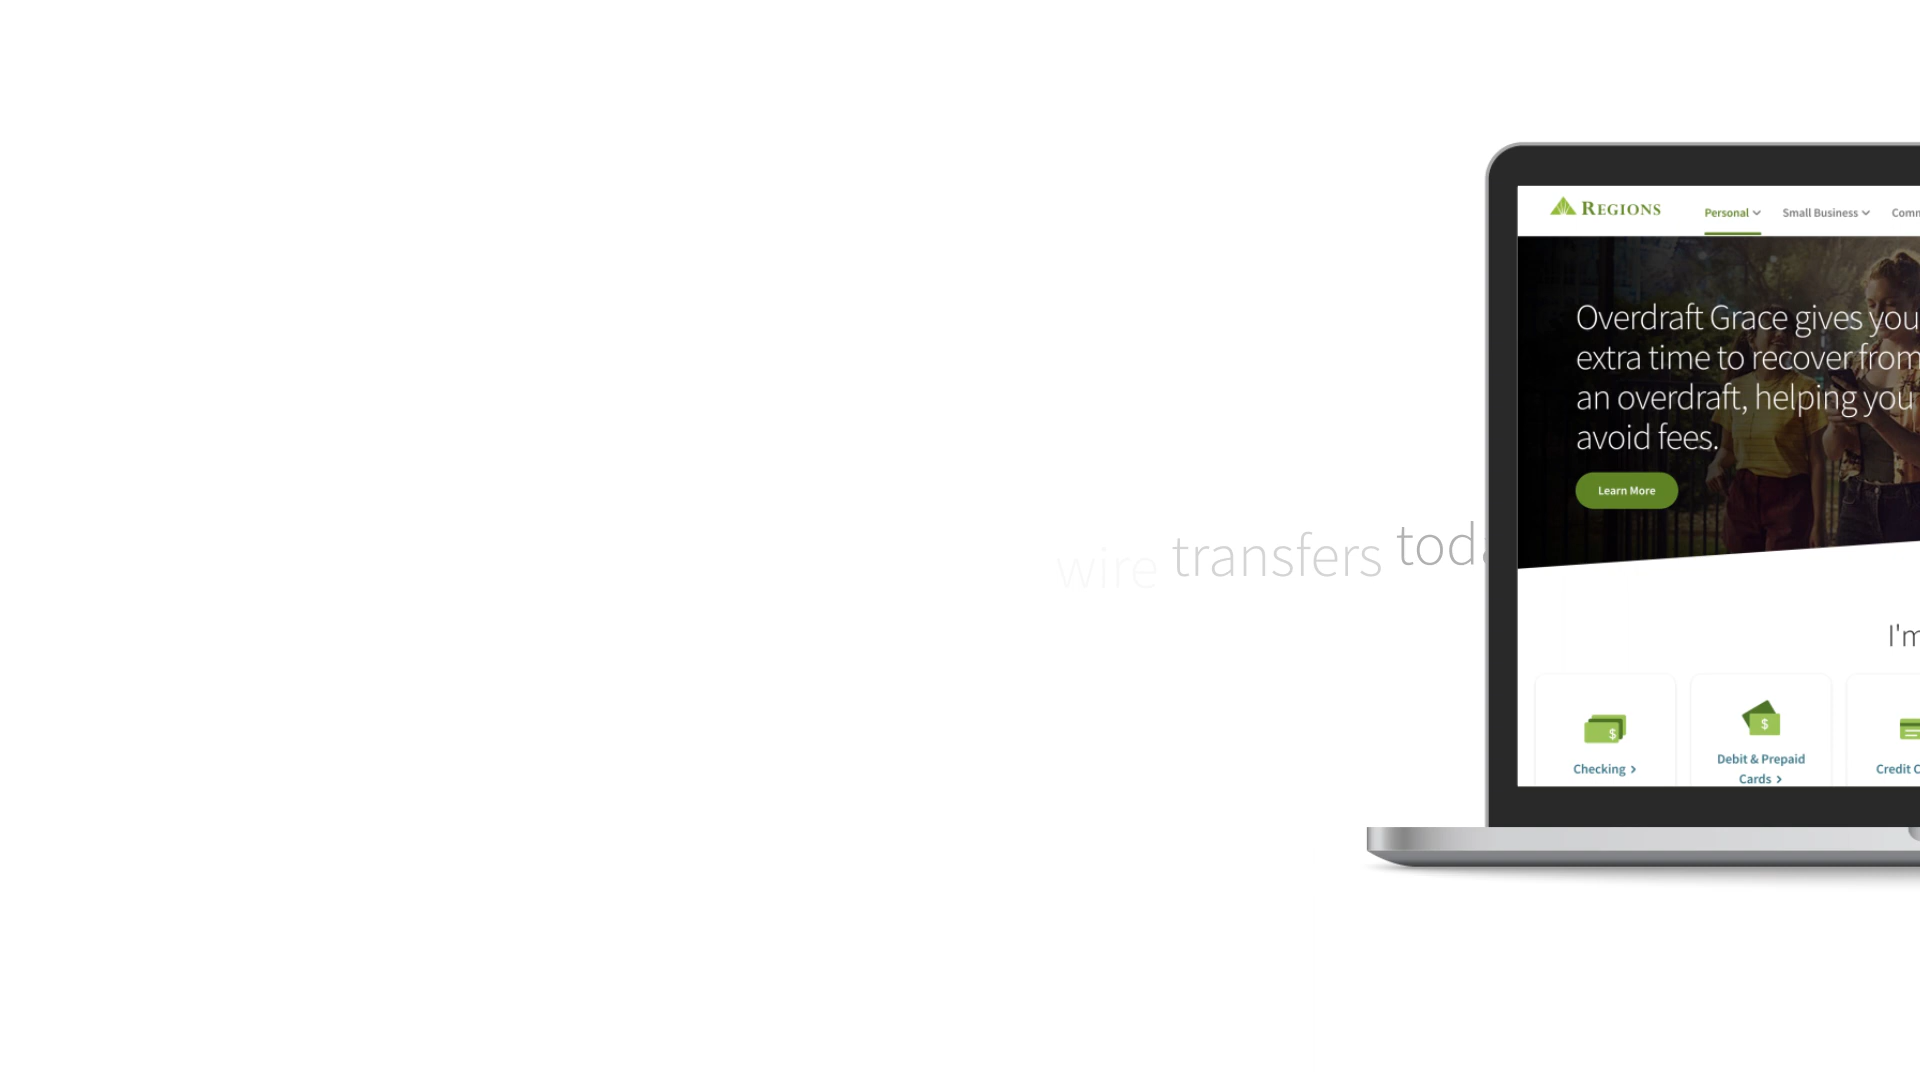 REGIONS
Personal
Small Business
Overdraft Grace gives you
extra time to recover from
an overdraft, helping you
avoid fees.
Learn More
wire transfers
I'm
Checking
Debit & Prepaid
Cards
Credit